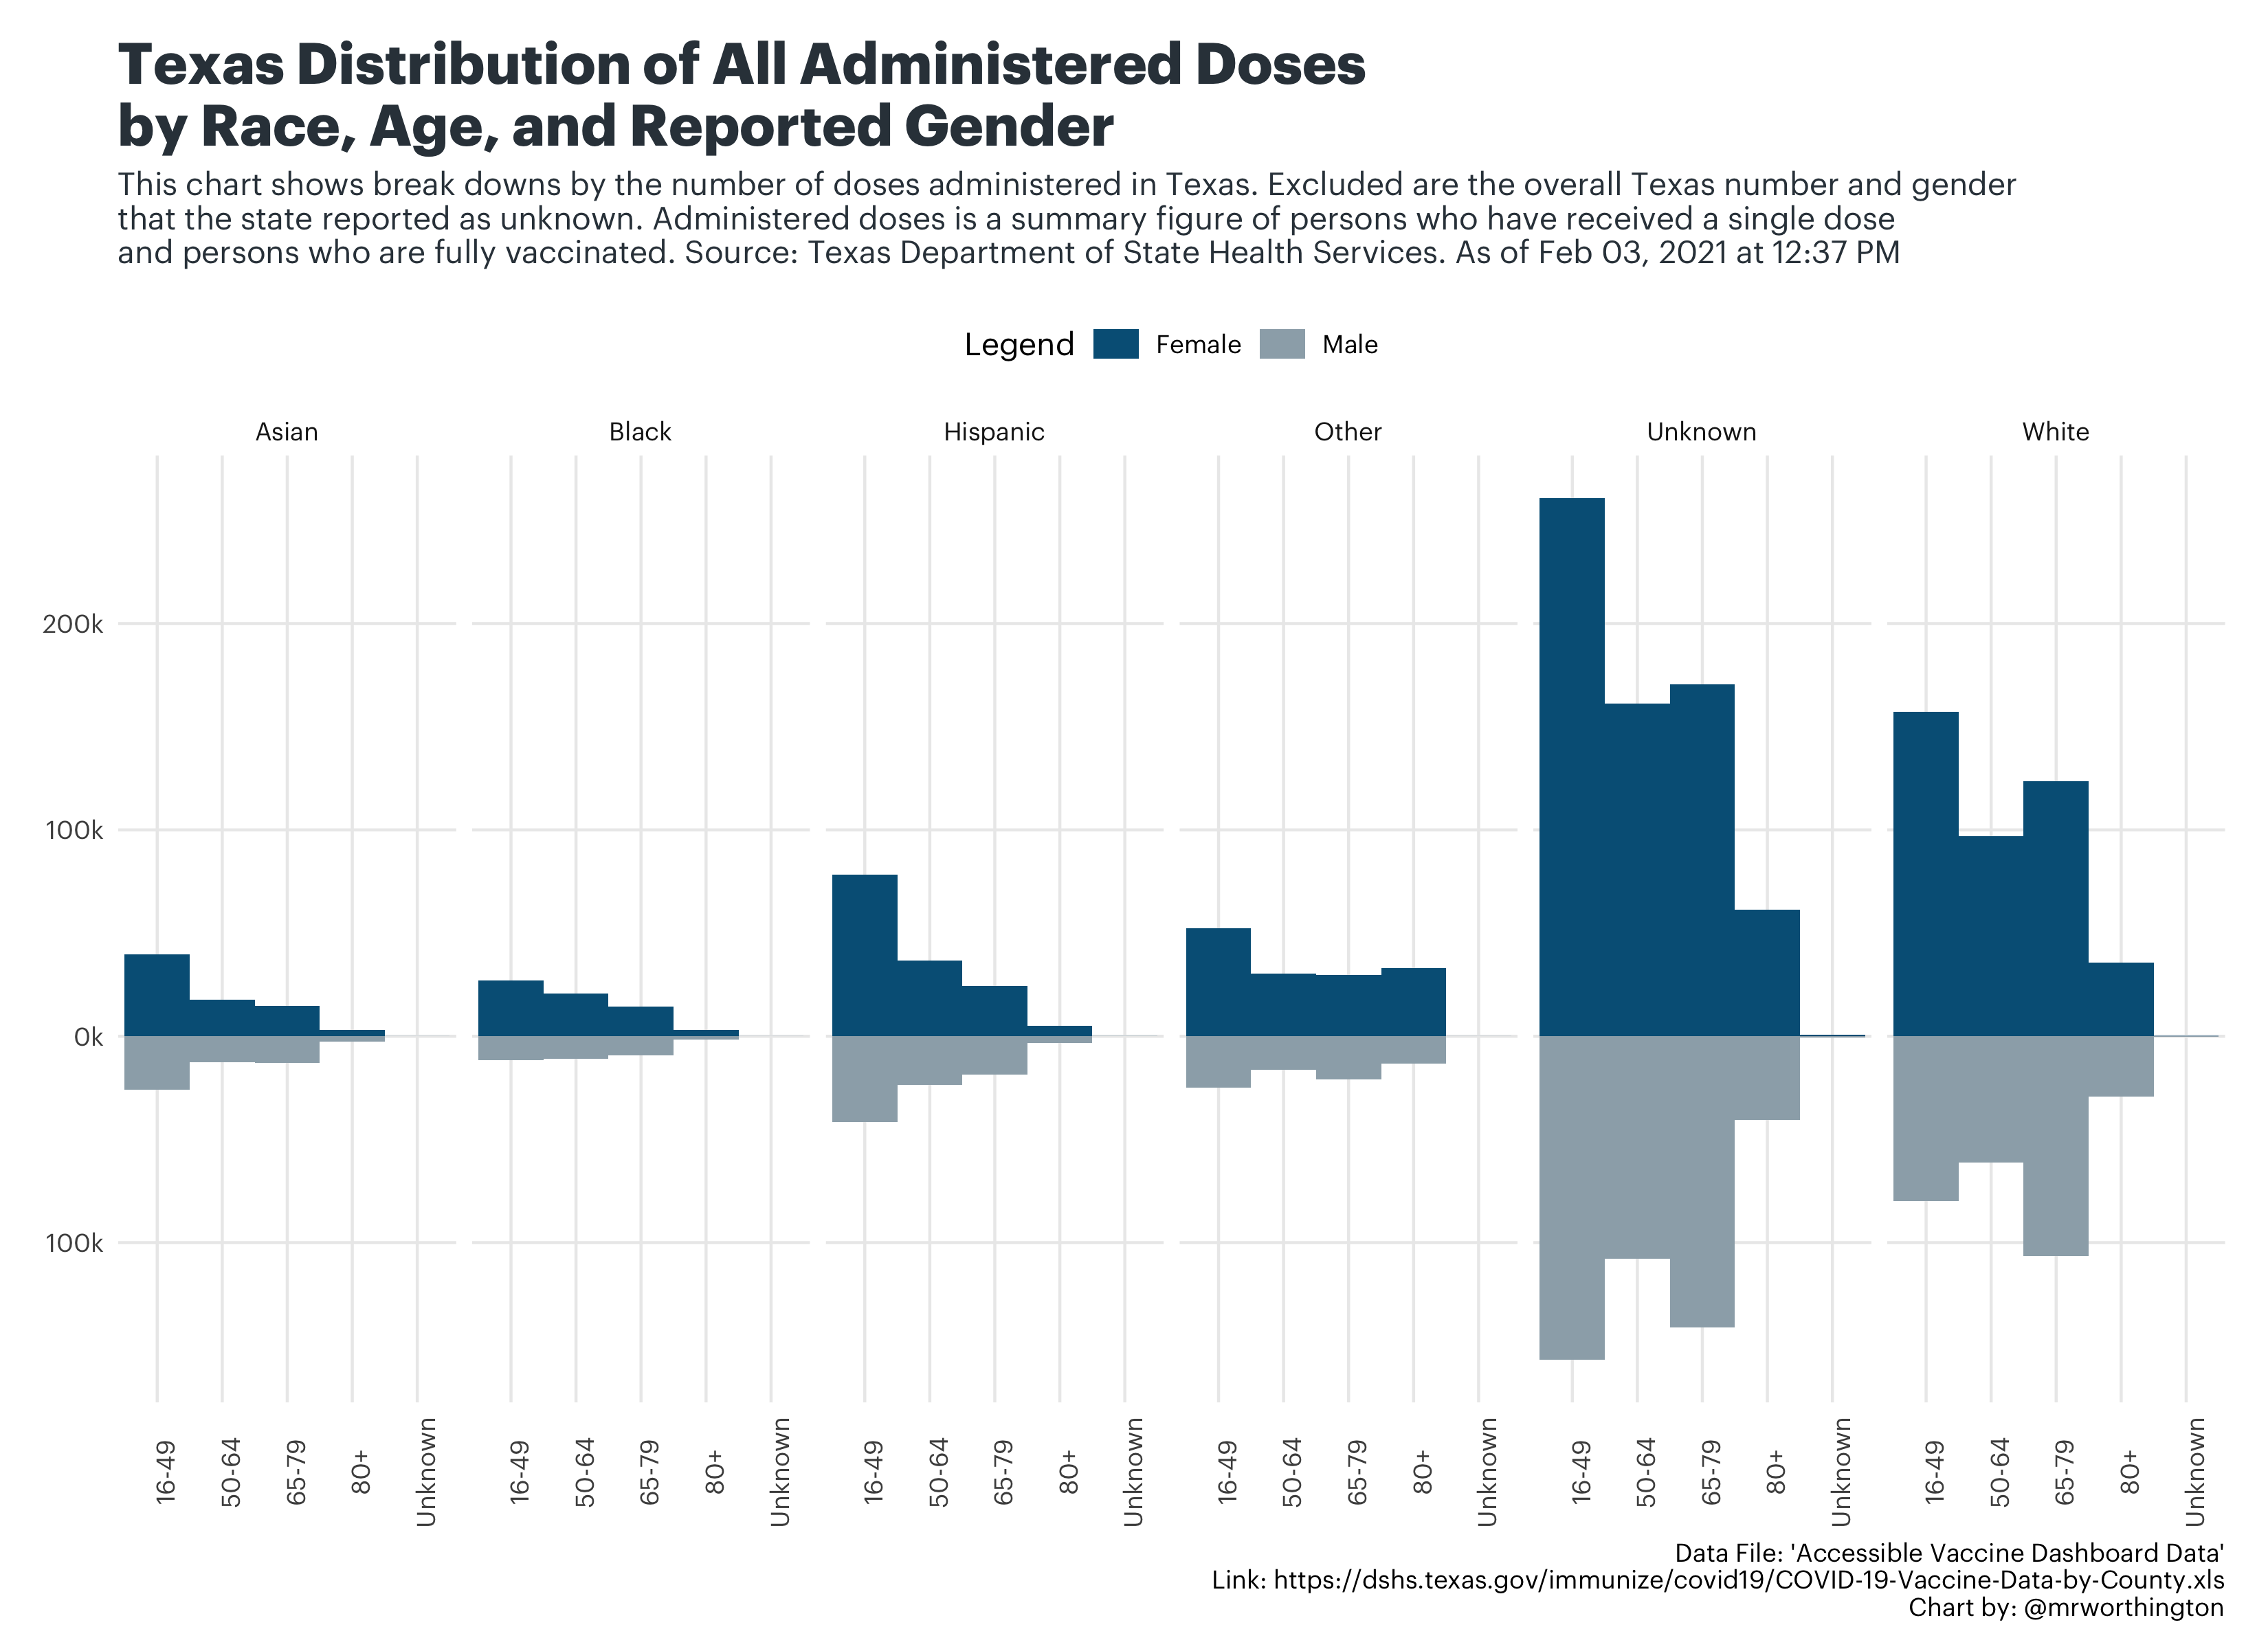 Texas Distribution of All Administered Doses
by Race, Age, and Reported Gender
This chart shows break downs by the number of doses administered in Texas. Excluded are the overall Texas number and gender
that the state reported as unknown. Administered doses is a summary figure of persons who have received a single dose
and persons who are fully vaccinated. Source: Texas Department of State Health Services. As of Feb 03, 2021 at 12:37 PM
Legend Female Male
Asian Black Hispanic Other Unknown White
200k
100k
0k
100k
16-49 50-64 65-79 80+ Unknown 16-49 50-64 65-79 80+ Unknown 16-49 50-64 65-79 80+ Unknown 16-49 50-64 65-79 80+ Unknown 16-49 50-64 65-79 80+ Unknown 16-49 50-64 65-79 80+ Unknown
Data File: 'Accessible Vaccine Dashboard Data'
Link: https://dshs.texas.gov/immunize/covid19/COVID-19-Vaccine-Data-by-County.xls
Chart by: @mrworthington